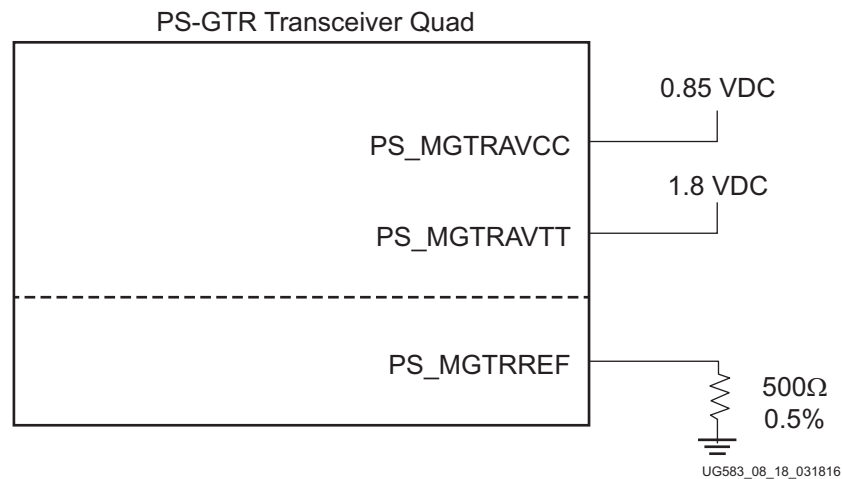 PS-GTR Transceiver Quad
0.85 VDC
PS_MGTRAVCC
1.8 VDC
PS_MGTRAVTT
PS_MGTRREF
500Ω
0.5%
UG583_08_18_031816